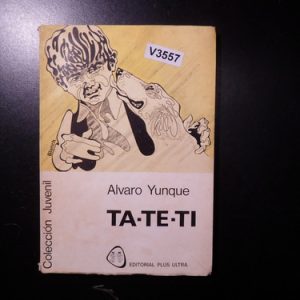 V3557
Alvaro Yunque
TA-TE-TI
Colección Juvenil
EDITORIAL PLUS ULTRA